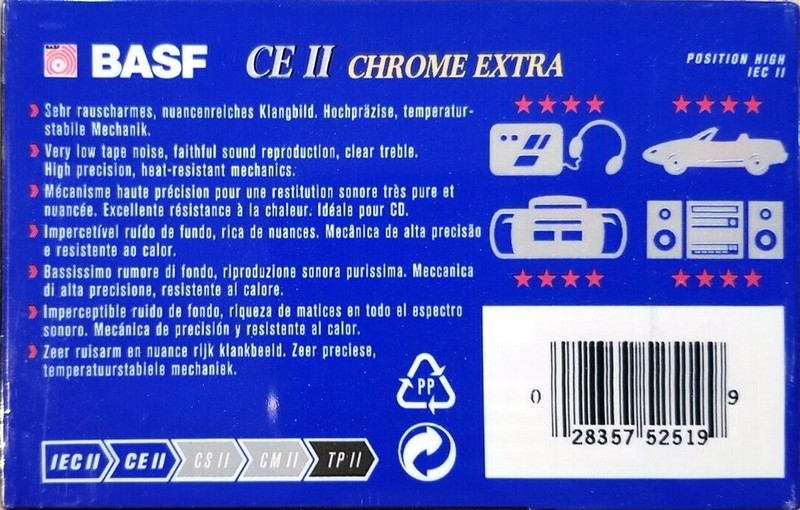 BASF CE II CHROME EXTRA
POSITION HIGH
IEC II
Sehr rauscharmes, nuancenreiches Klangbild. Hochpräzise, temperatur-
stabile Mechanik.
Very low tape noise, faithful sound reproduction, clear treble.
High precision, heat-resistant mechanics.
Mécanisme haute précision pour une restitution sonore très pure et
nuancée. Excellente résistance à la chaleur. Idéale pour CD.
Impercetível ruído de fundo, rica de nuances. Mecânica de alta precisão
e resistente ao calor.
Bassissimo rumore di fondo, riproduzione sonora purissima. Meccanica
di alta precisione, resistente al calore.
Imperceptible ruido de fondo, riqueza de matices en todo el espectro
sonoro. Mecánica de precisión y resistente al calor.
Zeer ruisarm en nuance rijk klankbeeld. Zeer preciese,
temperatuurstabiele mechaniek.
PP
IEC II CE II CS II CM II TP II
0 28357 52519 9